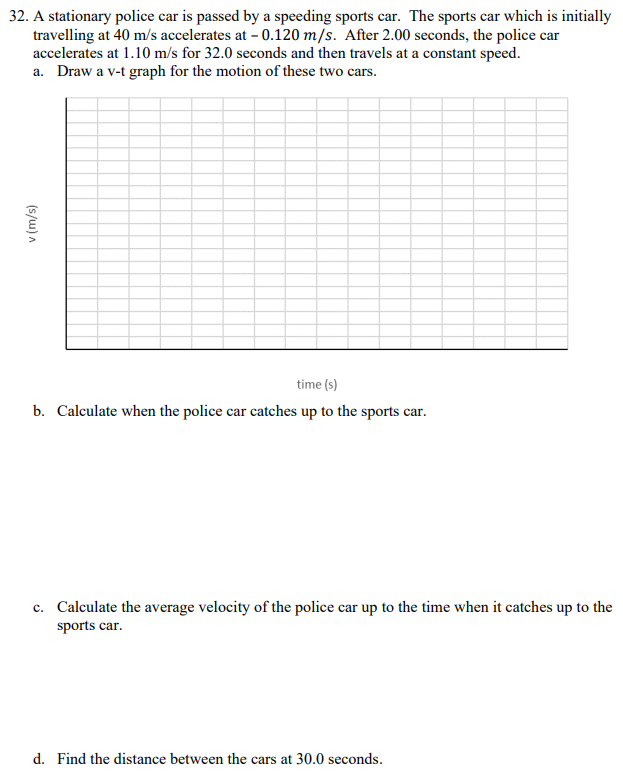 32. A stationary police car is passed by a speeding sports car. The sports car which is initially
travelling at 40 m/s accelerates at – 0.120 m/s. After 2.00 seconds, the police car
accelerates at 1.10 m/s for 32.0 seconds and then travels at a constant speed.
a. Draw a v-t graph for the motion of these two cars.
v (m/s)
time (s)
b. Calculate when the police car catches up to the sports car.
c. Calculate the average velocity of the police car up to the time when it catches up to the
sports car.
d. Find the distance between the cars at 30.0 seconds.